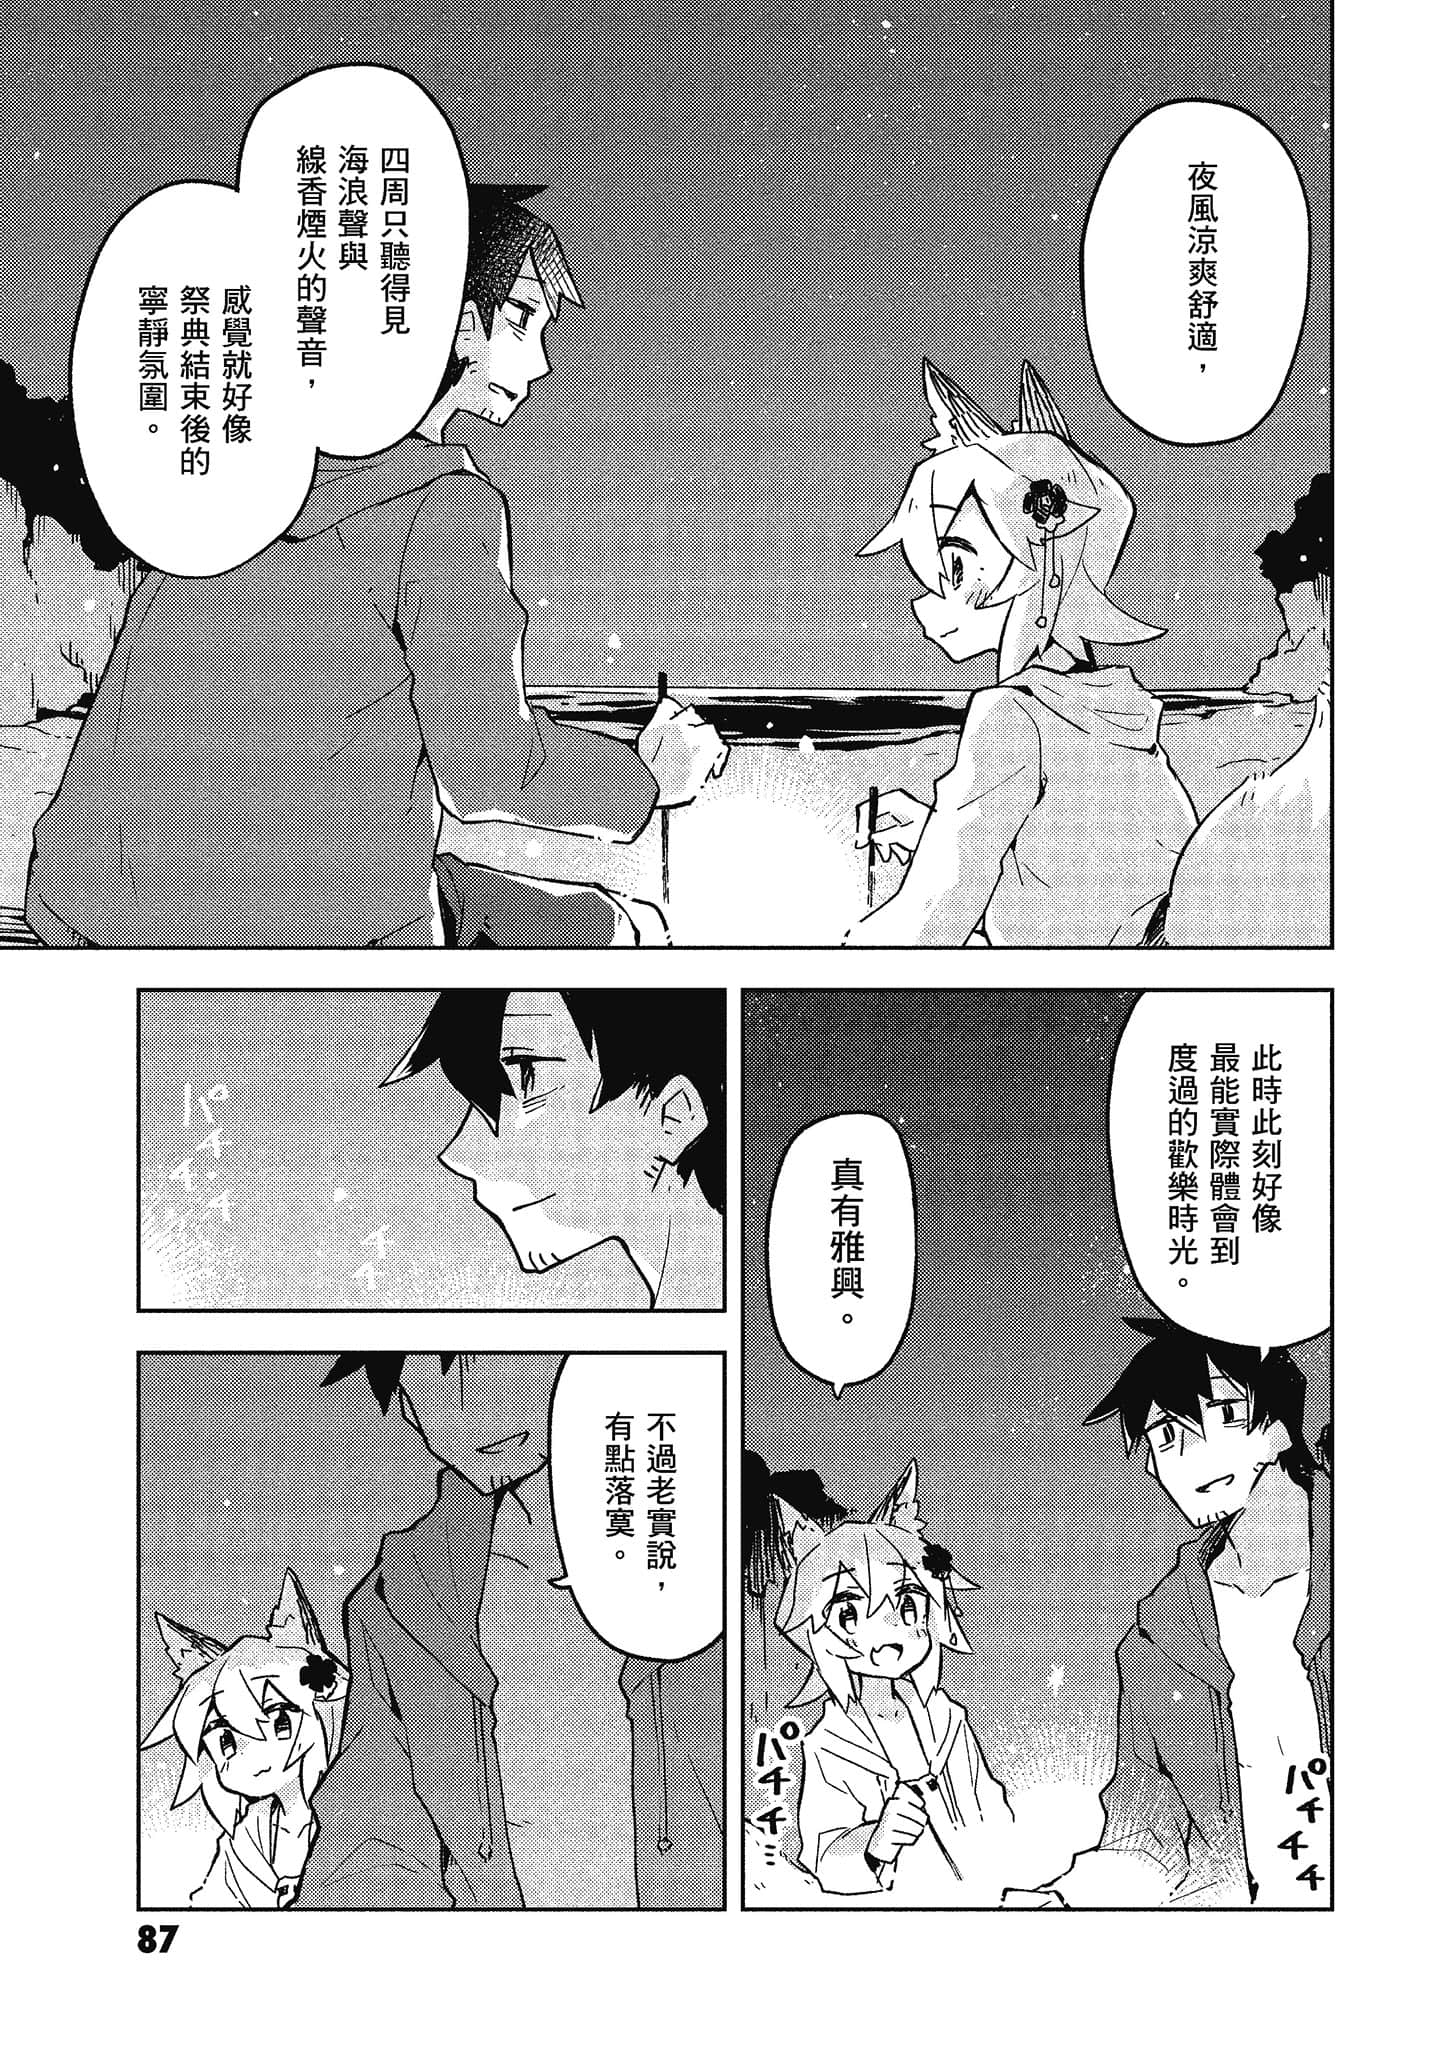 夜風涼爽舒適，
四周只聽得見
海浪聲與
線香煙火的聲音，
感覺就好像
祭典結束後的
寧靜氛圍。
此時此刻好像
最能實際體會到
度過的歡樂時光。
真有雅興。
パチチチ
パチチチ…
パチチ・チ
チ
チ
不過老實說，
有點落寞。
87